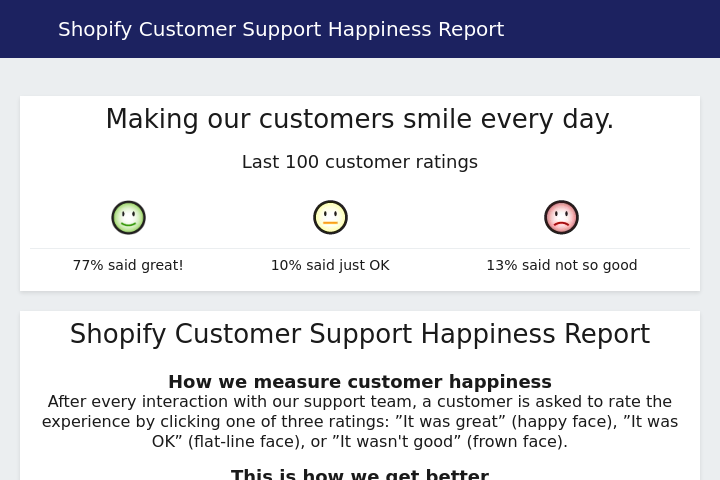 Shopify Customer Support Happiness Report
Making our customers smile every day.
Last 100 customer ratings
77% said great!
10% said just OK
13% said not so good
Shopify Customer Support Happiness Report
How we measure customer happiness
After every interaction with our support team, a customer is asked to rate the
experience by clicking one of three ratings: ”It was great” (happy face), ”It was
OK” (flat-line face), or ”It wasn't good” (frown face).
This is how we get better